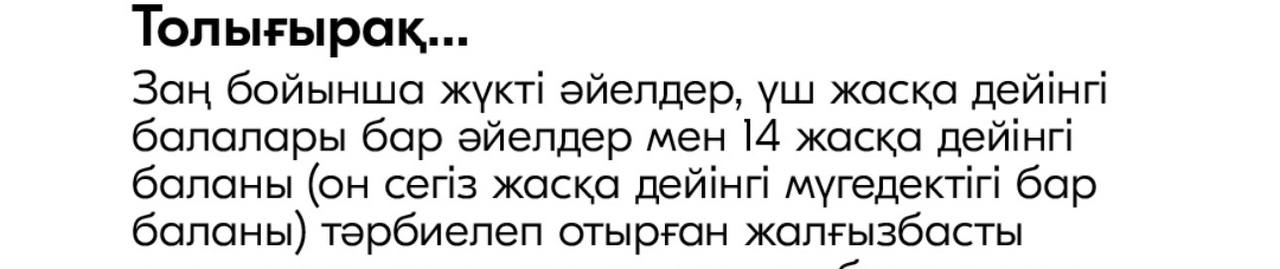 Толығырақ...
Заң бойынша жүкті әйелдер, үш жасқа дейінгі
балалары бар әйелдер мен 14 жасқа дейінгі
баланы (он сегіз жасқа дейінгі мүгедектігі бар
баланы) тәрбиелеп отырған жалғызбасты